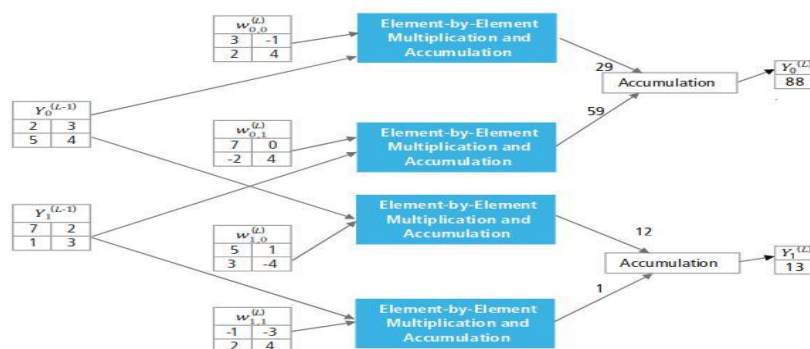 w₀,₀⁽ᴸ⁾
3 -1
2 4
Element-by-Element
Multiplication and
Accumulation
29
Accumulation
Y₀⁽ᴸ⁾
88
Y₀⁽ᴸ⁻¹⁾
2 3
5 4
w₀,₁⁽ᴸ⁾
7 0
-2 4
Element-by-Element
Multiplication and
Accumulation
59
Y₁⁽ᴸ⁻¹⁾
7 2
1 3
w₁,₀⁽ᴸ⁾
5 1
3 -4
Element-by-Element
Multiplication and
Accumulation
12
Accumulation
Y₁⁽ᴸ⁾
13
1
w₁,₁⁽ᴸ⁾
-1 -3
2 4
Element-by-Element
Multiplication and
Accumulation